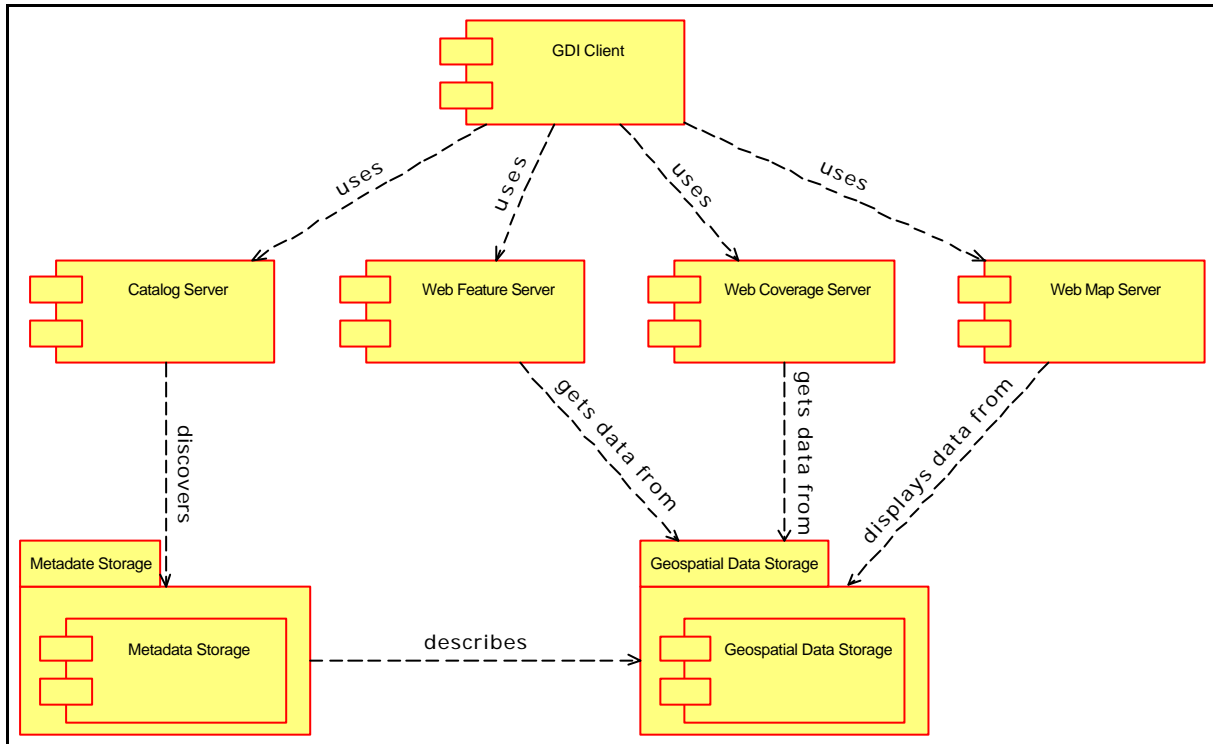 GDI Client
uses
uses
uses
uses
Catalog Server
Web Feature Server
Web Coverage Server
Web Map Server
discovers
gets data from
gets data from
displays data from
Metadate Storage
Geospatial Data Storage
Metadata Storage
describes
Geospatial Data Storage